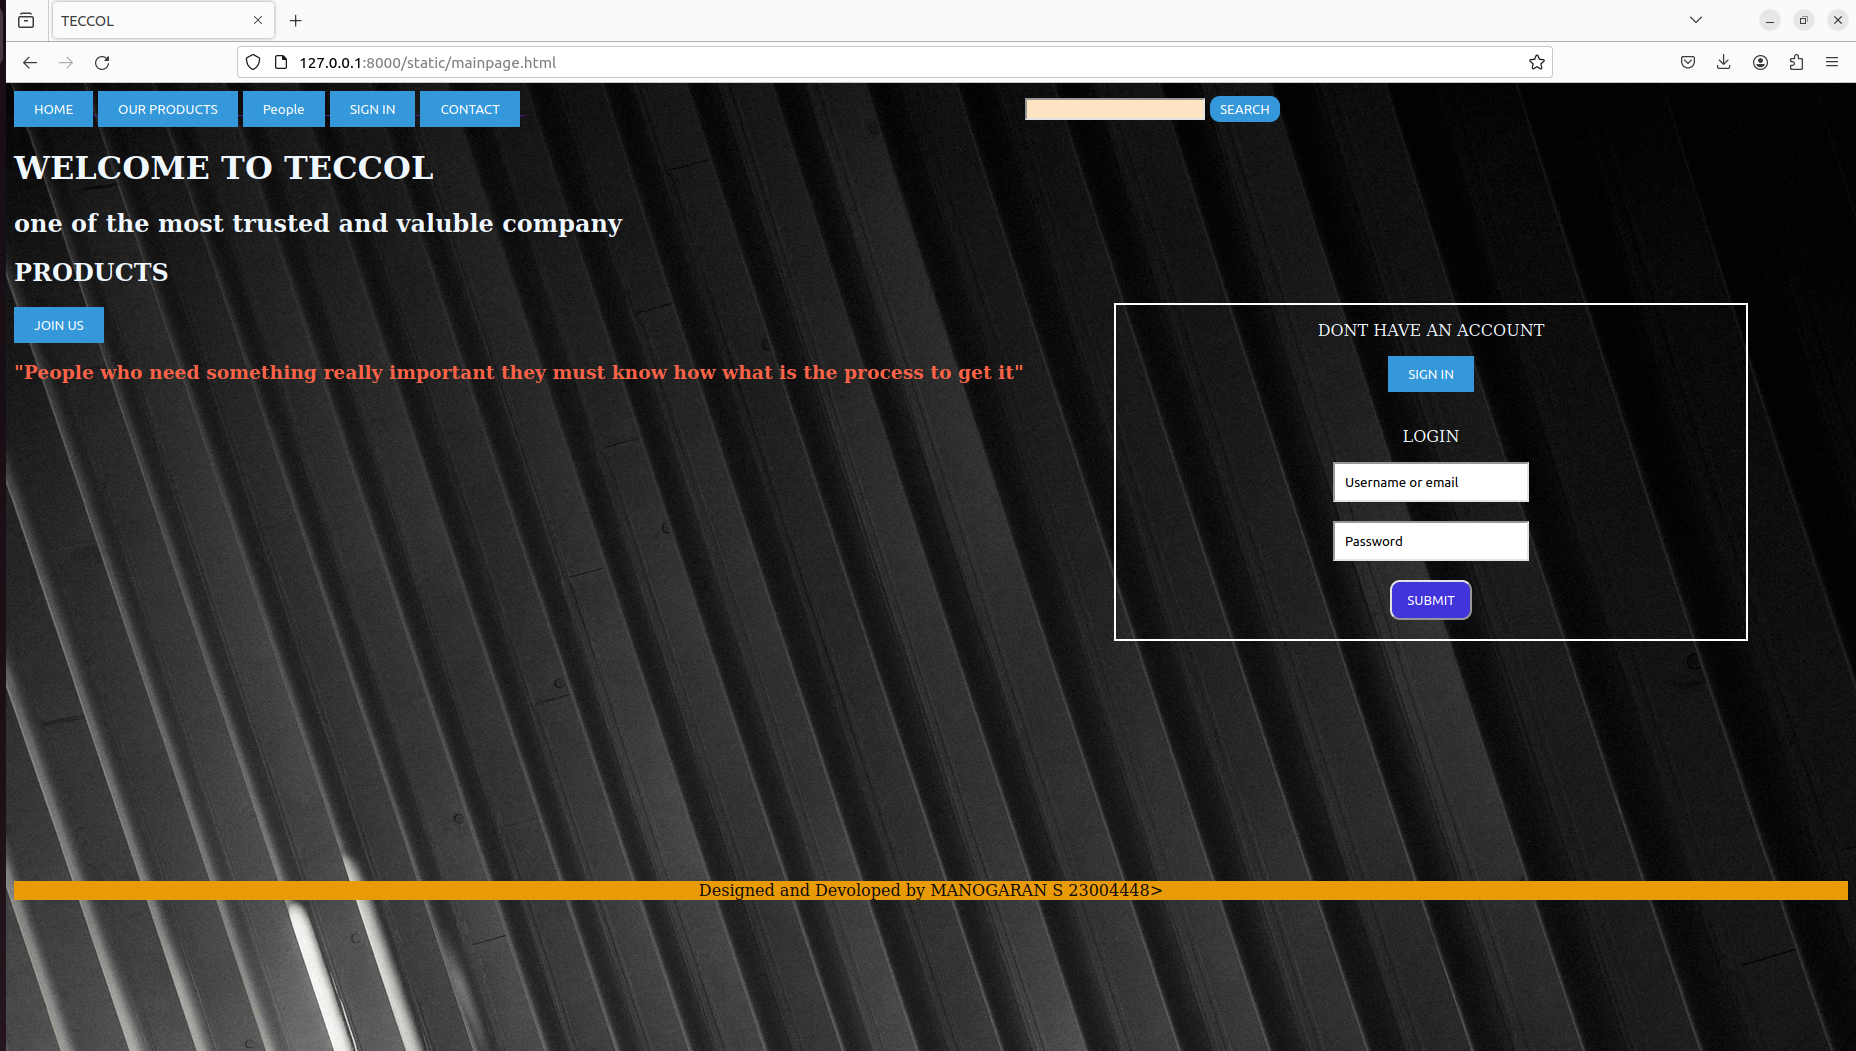 TECCOL
127.0.0.1:8000/static/mainpage.html
HOME OUR PRODUCTS People SIGN IN CONTACT SEARCH
WELCOME TO TECCOL
one of the most trusted and valuble company
PRODUCTS
JOIN US
"People who need something really important they must know how what is the process to get it"
DONT HAVE AN ACCOUNT
SIGN IN
LOGIN
Username or email
Password
SUBMIT
Designed and Devoloped by MANOGARAN S 23004448>